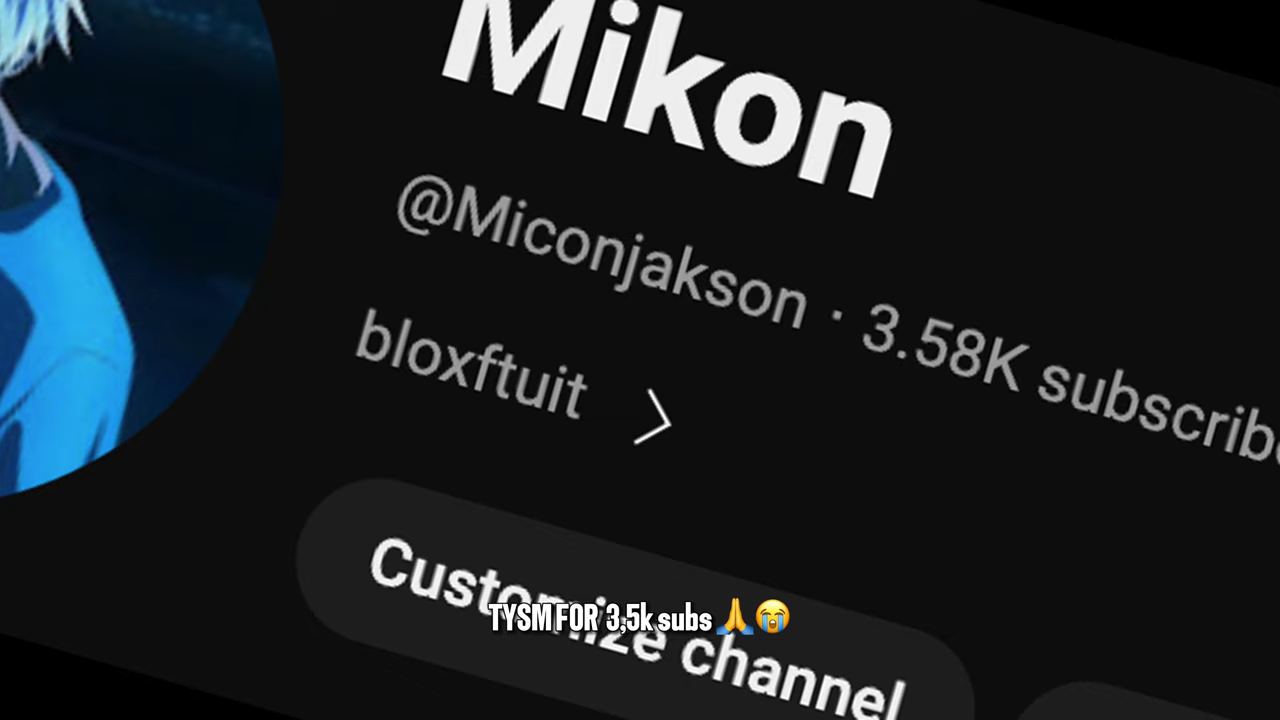 Mikon
@Miconjakson · 3.58K subscribe
bloxftuit
Customize channel
TYSM FOR 3,5k subs 🙏😭